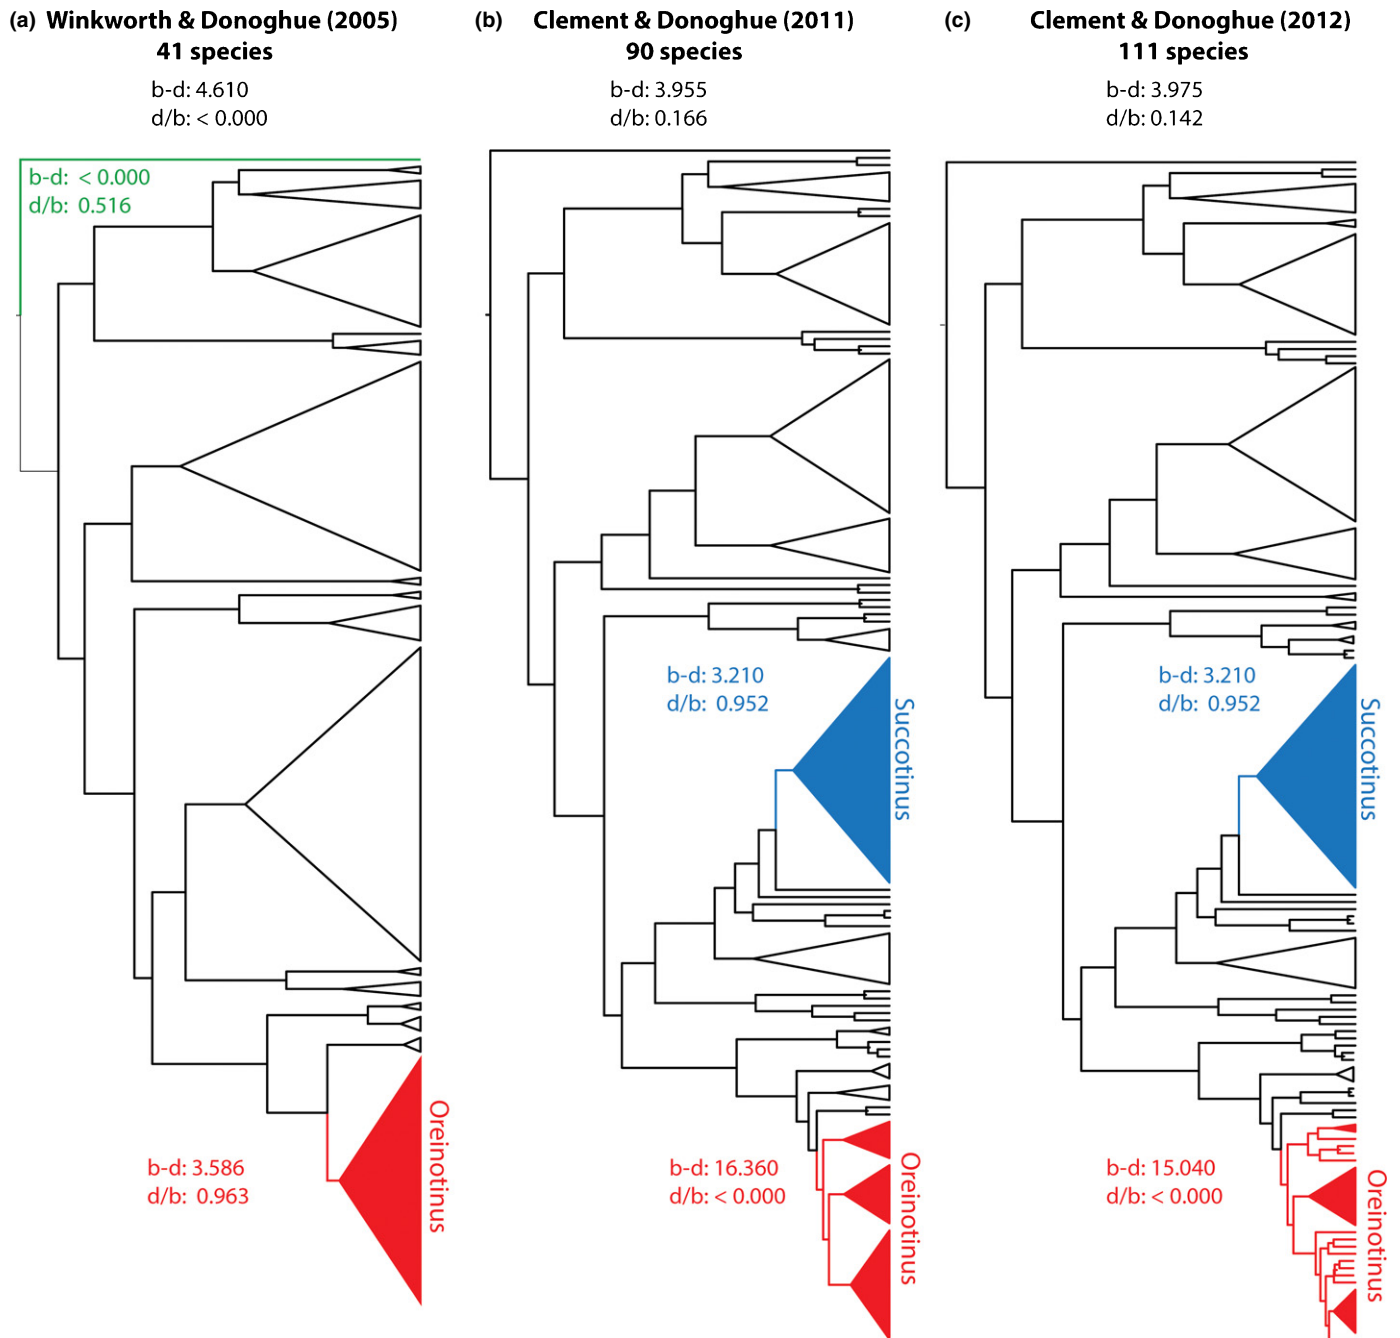 (a) Winkworth & Donoghue (2005)
41 species
b-d: 4.610
d/b: < 0.000
b-d: < 0.000
d/b: 0.516
b-d: 3.586
d/b: 0.963
Oreinotinus
(b) Clement & Donoghue (2011)
90 species
b-d: 3.955
d/b: 0.166
b-d: 3.210
d/b: 0.952
Succotinus
b-d: 16.360
d/b: < 0.000
Oreinotinus
(c) Clement & Donoghue (2012)
111 species
b-d: 3.975
d/b: 0.142
b-d: 3.210
d/b: 0.952
Succotinus
b-d: 15.040
d/b: < 0.000
Oreinotinus